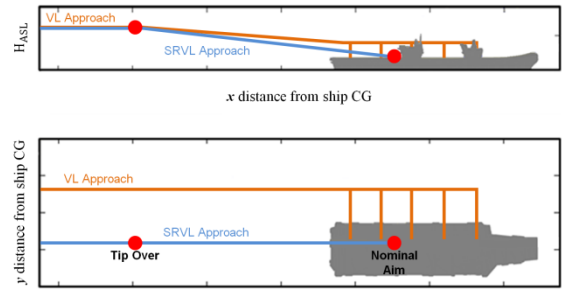 VL Approach
SRVL Approach
H_ASL
x distance from ship CG
VL Approach
SRVL Approach
Tip Over
Nominal
Aim
y distance from ship CG